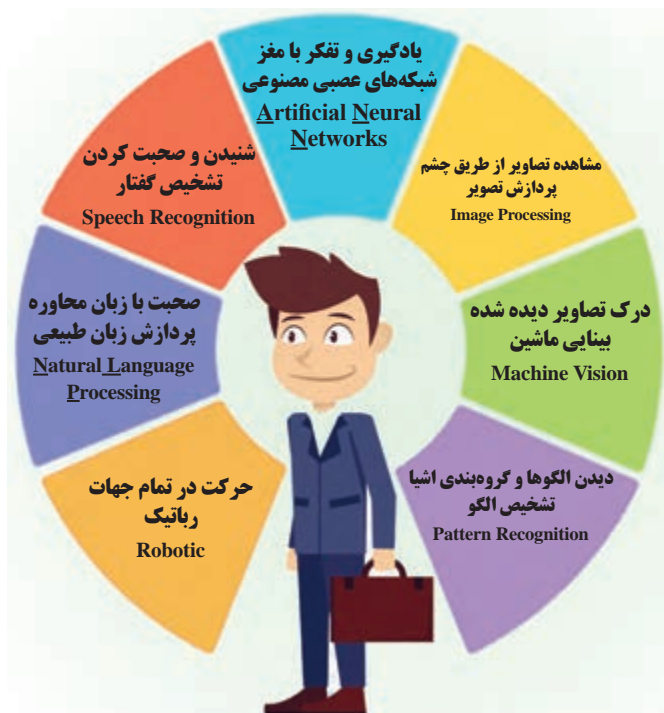 یادگیری و تفکر با مغز
شبکه‌های عصبی مصنوعی
Artificial Neural
Networks
مشاهده تصاویر از طریق چشم
پردازش تصویر
Image Processing
درک تصاویر دیده شده
بینایی ماشین
Machine Vision
دیدن الگوها و گروه‌بندی اشیا
تشخیص الگو
Pattern Recognition
شنیدن و صحبت کردن
تشخیص گفتار
Speech Recognition
صحبت با زبان محاوره
پردازش زبان طبیعی
Natural Language
Processing
حرکت در تمام جهات
رباتیک
Robotic